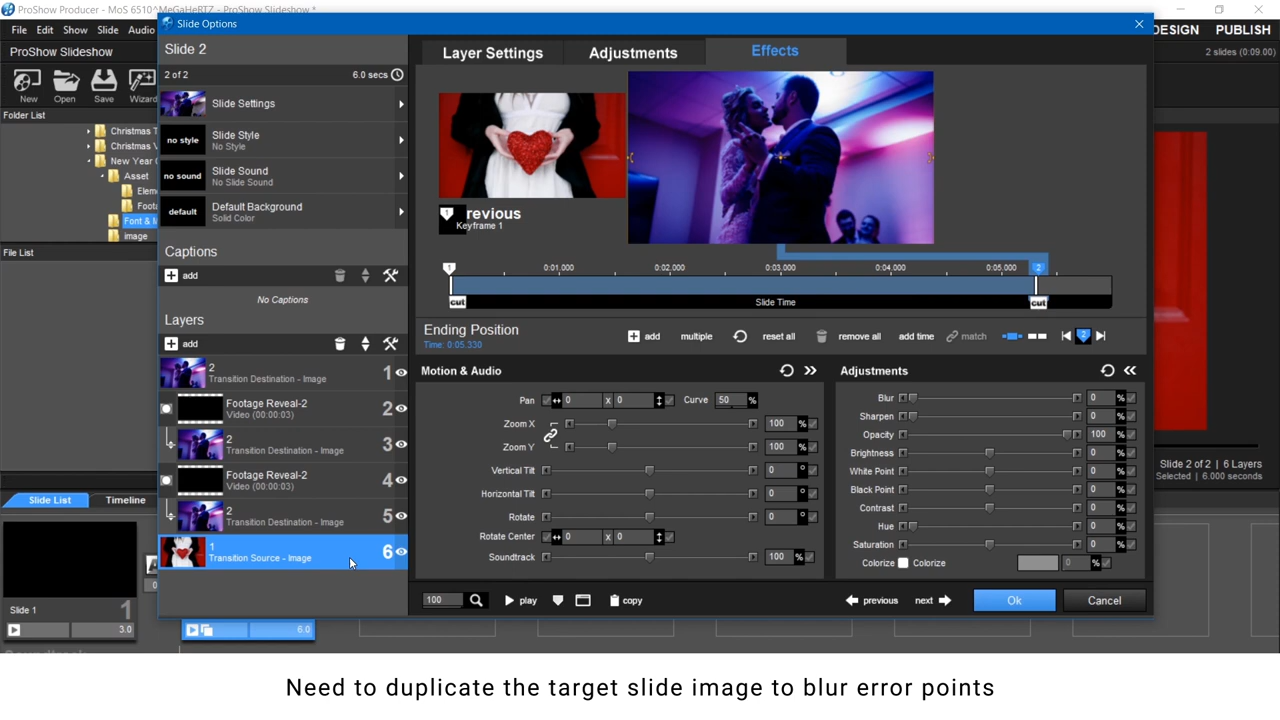 ProShow Producer - MoS 6510^MeGaHeRTZ - ProShow Slideshow *
File Edit Show Slide Audio
DESIGN PUBLISH
ProShow Slideshow
2 slides (0:09.00)
New Open Save Wizard
Folder List
Christmas
Christmas
New Year
Asset
Font & M
image
File List
Slide Options
Slide 2
2 of 2 6.0 secs
Slide Settings
no style Slide Style
No Style
no sound Slide Sound
No Slide Sound
default Default Background
Solid Color
Captions
add
No Captions
Layers
add
2
Transition Destination - Image 1
Footage Reveal-2
Video (00:00:03) 2
2
Transition Destination - Image 3
Footage Reveal-2
Video (00:00:03) 4
2
Transition Destination - Image 5
1
Transition Source - Image 6
Layer Settings Adjustments Effects
1 revious
Keyframe 1
0:01.000 0:02.000 0:03.000 0:04.000 0:05.000 2
cut Slide Time cut
Ending Position
Time: 0:05.330
add multiple reset all remove all add time match 2
Motion & Audio
Pan 0 x 0 Curve 50 %
Zoom X 100 %
Zoom Y 100 %
Vertical Tilt 0 °
Horizontal Tilt 0 °
Rotate 0 °
Rotate Center 0 x 0
Soundtrack 100 %
Adjustments
Blur 0 %
Sharpen 0 %
Opacity 100 %
Brightness 0 %
White Point 0 %
Black Point 0 %
Contrast 0 %
Hue 0 %
Saturation 0 %
Colorize Colorize 0 %
100 play copy
previous next Ok Cancel
Slide 2 of 2 | 6 Layers
Selected | 6.000 seconds
Slide List Timeline
Slide 1 1
3.0
6.0
Need to duplicate the target slide image to blur error points